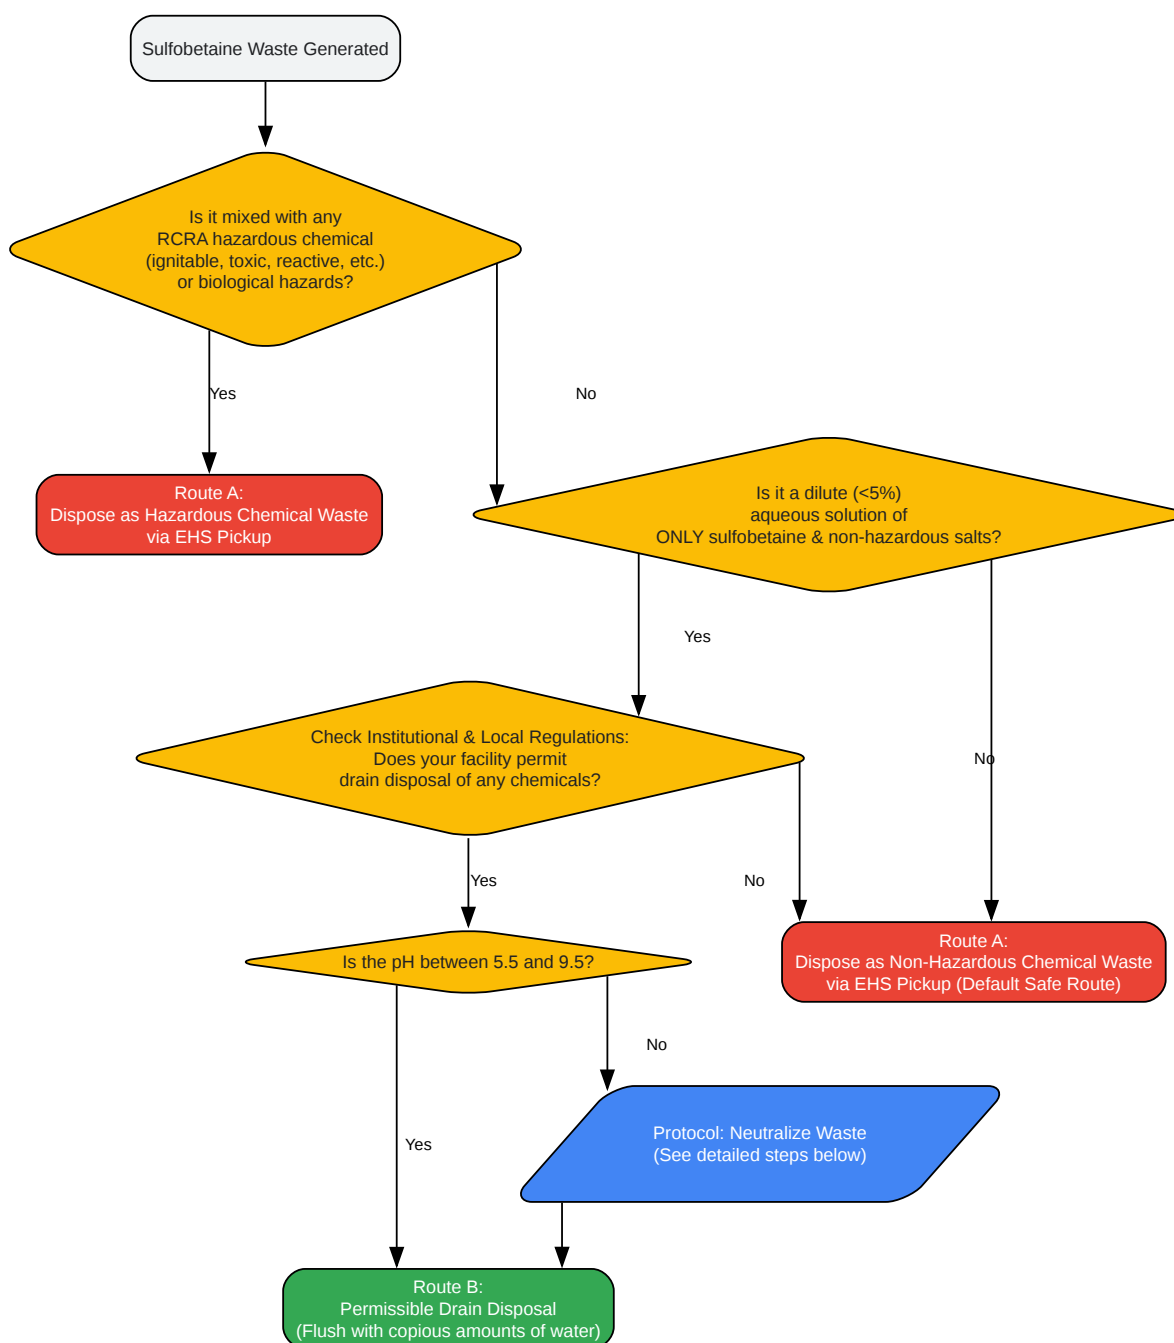 Sulfobetaine Waste Generated
Is it mixed with any
RCRA hazardous chemical
(ignitable, toxic, reactive, etc.)
or biological hazards?
Yes
No
Route A:
Dispose as Hazardous Chemical Waste
via EHS Pickup
Is it a dilute (<5%)
aqueous solution of
ONLY sulfobetaine & non-hazardous salts?
Yes
No
Check Institutional & Local Regulations:
Does your facility permit
drain disposal of any chemicals?
Yes
No
Route A:
Dispose as Non-Hazardous Chemical Waste
via EHS Pickup (Default Safe Route)
Is the pH between 5.5 and 9.5?
No
Yes
Protocol: Neutralize Waste
(See detailed steps below)
Route B:
Permissible Drain Disposal
(Flush with copious amounts of water)